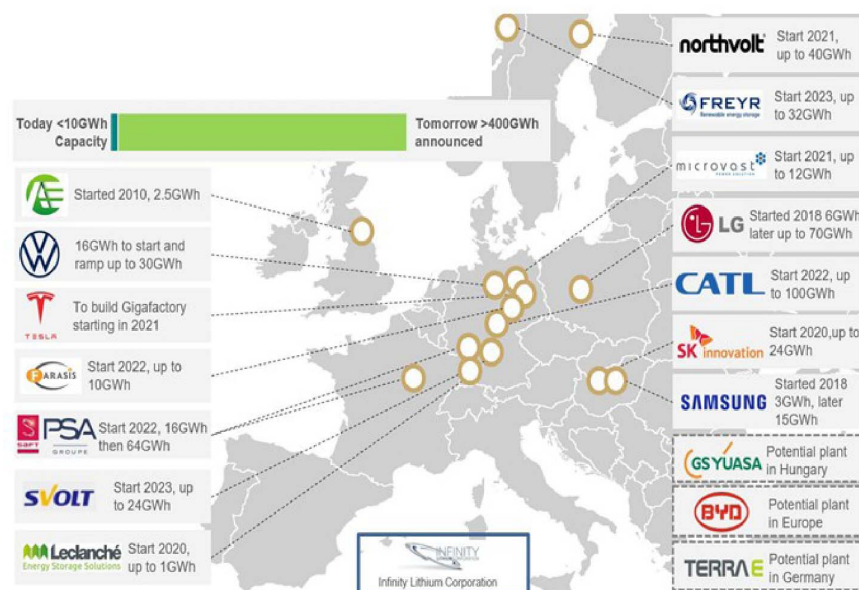 Today <10GWh
Capacity
Tomorrow >400GWh
announced
Started 2010, 2.5GWh
16GWh to start and
ramp up to 30GWh
TESLA
To build Gigafactory
starting in 2021
FARASIS
Start 2022, up to
10GWh
SAFT
PSA
GROUPE
Start 2022, 16GWh
then 64GWh
SVOLT
Start 2023, up
to 24GWh
Leclanché
Energy Storage Solutions
Start 2020,
up to 1GWh
northvolt
Start 2021,
up to 40GWh
FREYR
Renewable energy storage
Start 2023, up
to 32GWh
microvast
POWER SOLUTION
Start 2021, up
to 12GWh
LG
Started 2018 6GWh
later up to 70GWh
CATL
Start 2022, up
to 100GWh
SK innovation
Start 2020,up to
24GWh
SAMSUNG
Started 2018
3GWh, later
15GWh
GS YUASA
Potential plant
in Hungary
BYD
Potential plant
in Europe
TERRA E
Potential plant
in Germany
INFINITY
Infinity Lithium Corporation